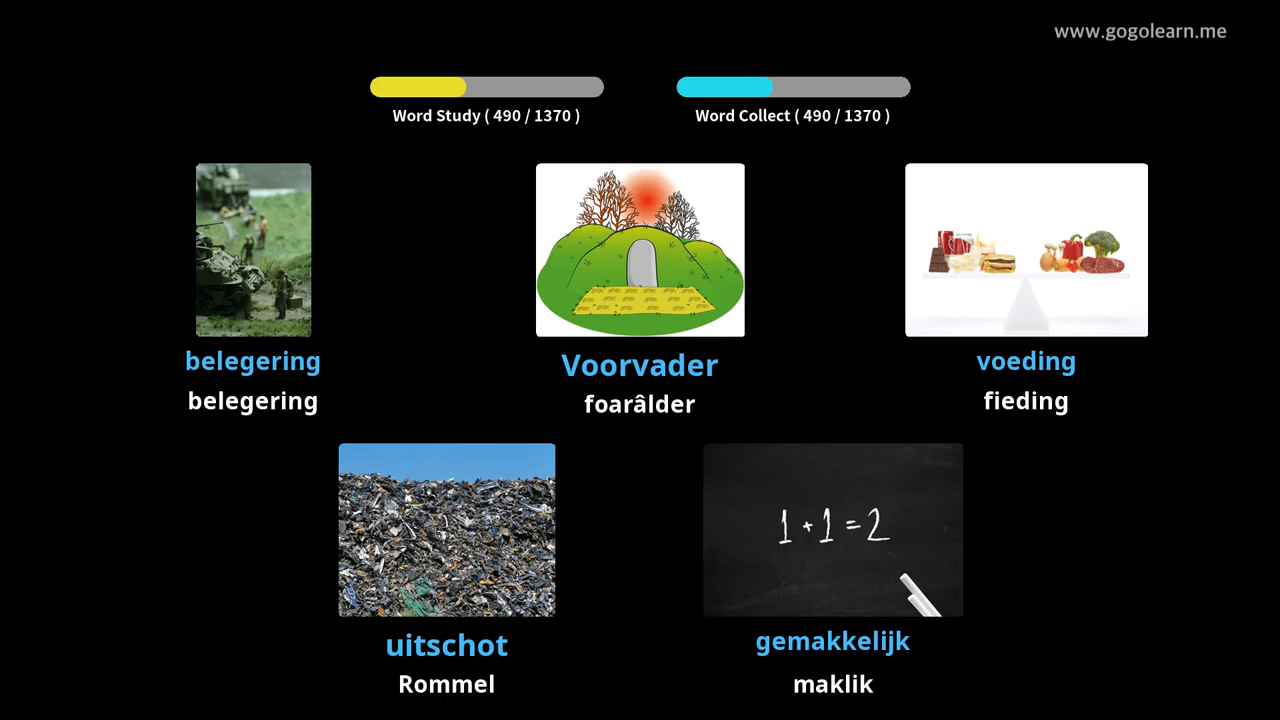 www.gogolearn.me
Word Study ( 490 / 1370 )
Word Collect ( 490 / 1370 )
belegering
belegering
Voorvader
foarâlder
voeding
fieding
1 + 1 = 2
uitschot
Rommel
gemakkelijk
maklik